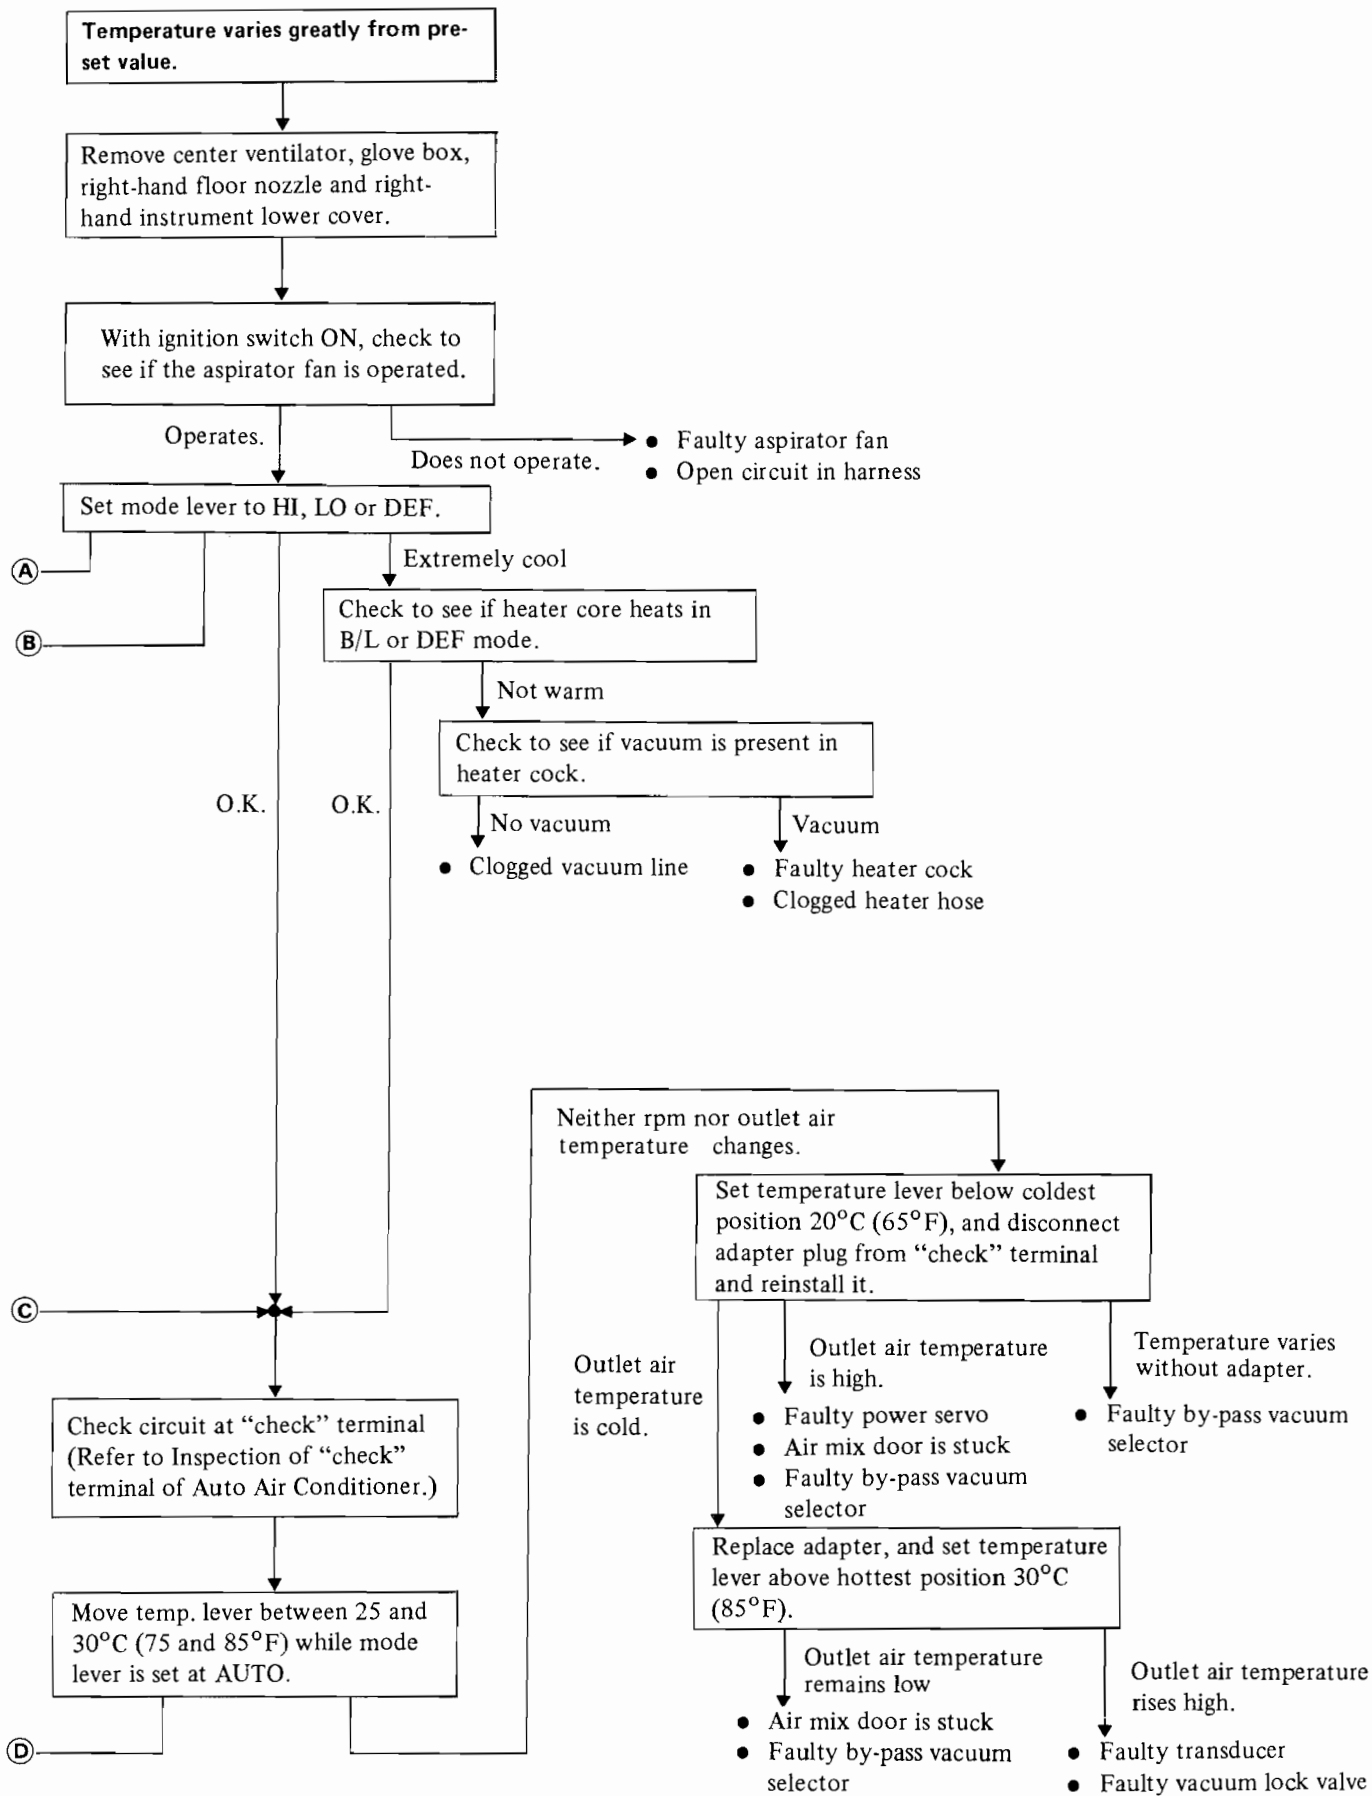 Temperature varies greatly from pre-
set value.
Remove center ventilator, glove box,
right-hand floor nozzle and right-
hand instrument lower cover.
With ignition switch ON, check to
see if the aspirator fan is operated.
Operates.
Does not operate.
● Faulty aspirator fan
● Open circuit in harness
Set mode lever to HI, LO or DEF.
A
B
Extremely cool
Check to see if heater core heats in
B/L or DEF mode.
Not warm
Check to see if vacuum is present in
heater cock.
O.K.
O.K.
No vacuum
Vacuum
● Clogged vacuum line
● Faulty heater cock
● Clogged heater hose
Neither rpm nor outlet air
temperature changes.
Set temperature lever below coldest
position 20°C (65°F), and disconnect
adapter plug from “check” terminal
and reinstall it.
C
Outlet air
temperature
is cold.
Outlet air temperature
is high.
Temperature varies
without adapter.
● Faulty power servo
● Air mix door is stuck
● Faulty by-pass vacuum
selector
● Faulty by-pass vacuum
selector
Check circuit at “check” terminal
(Refer to Inspection of “check”
terminal of Auto Air Conditioner.)
Replace adapter, and set temperature
lever above hottest position 30°C
(85°F).
Move temp. lever between 25 and
30°C (75 and 85°F) while mode
lever is set at AUTO.
Outlet air temperature
remains low
Outlet air temperature
rises high.
D
● Air mix door is stuck
● Faulty by-pass vacuum
selector
● Faulty transducer
● Faulty vacuum lock valve